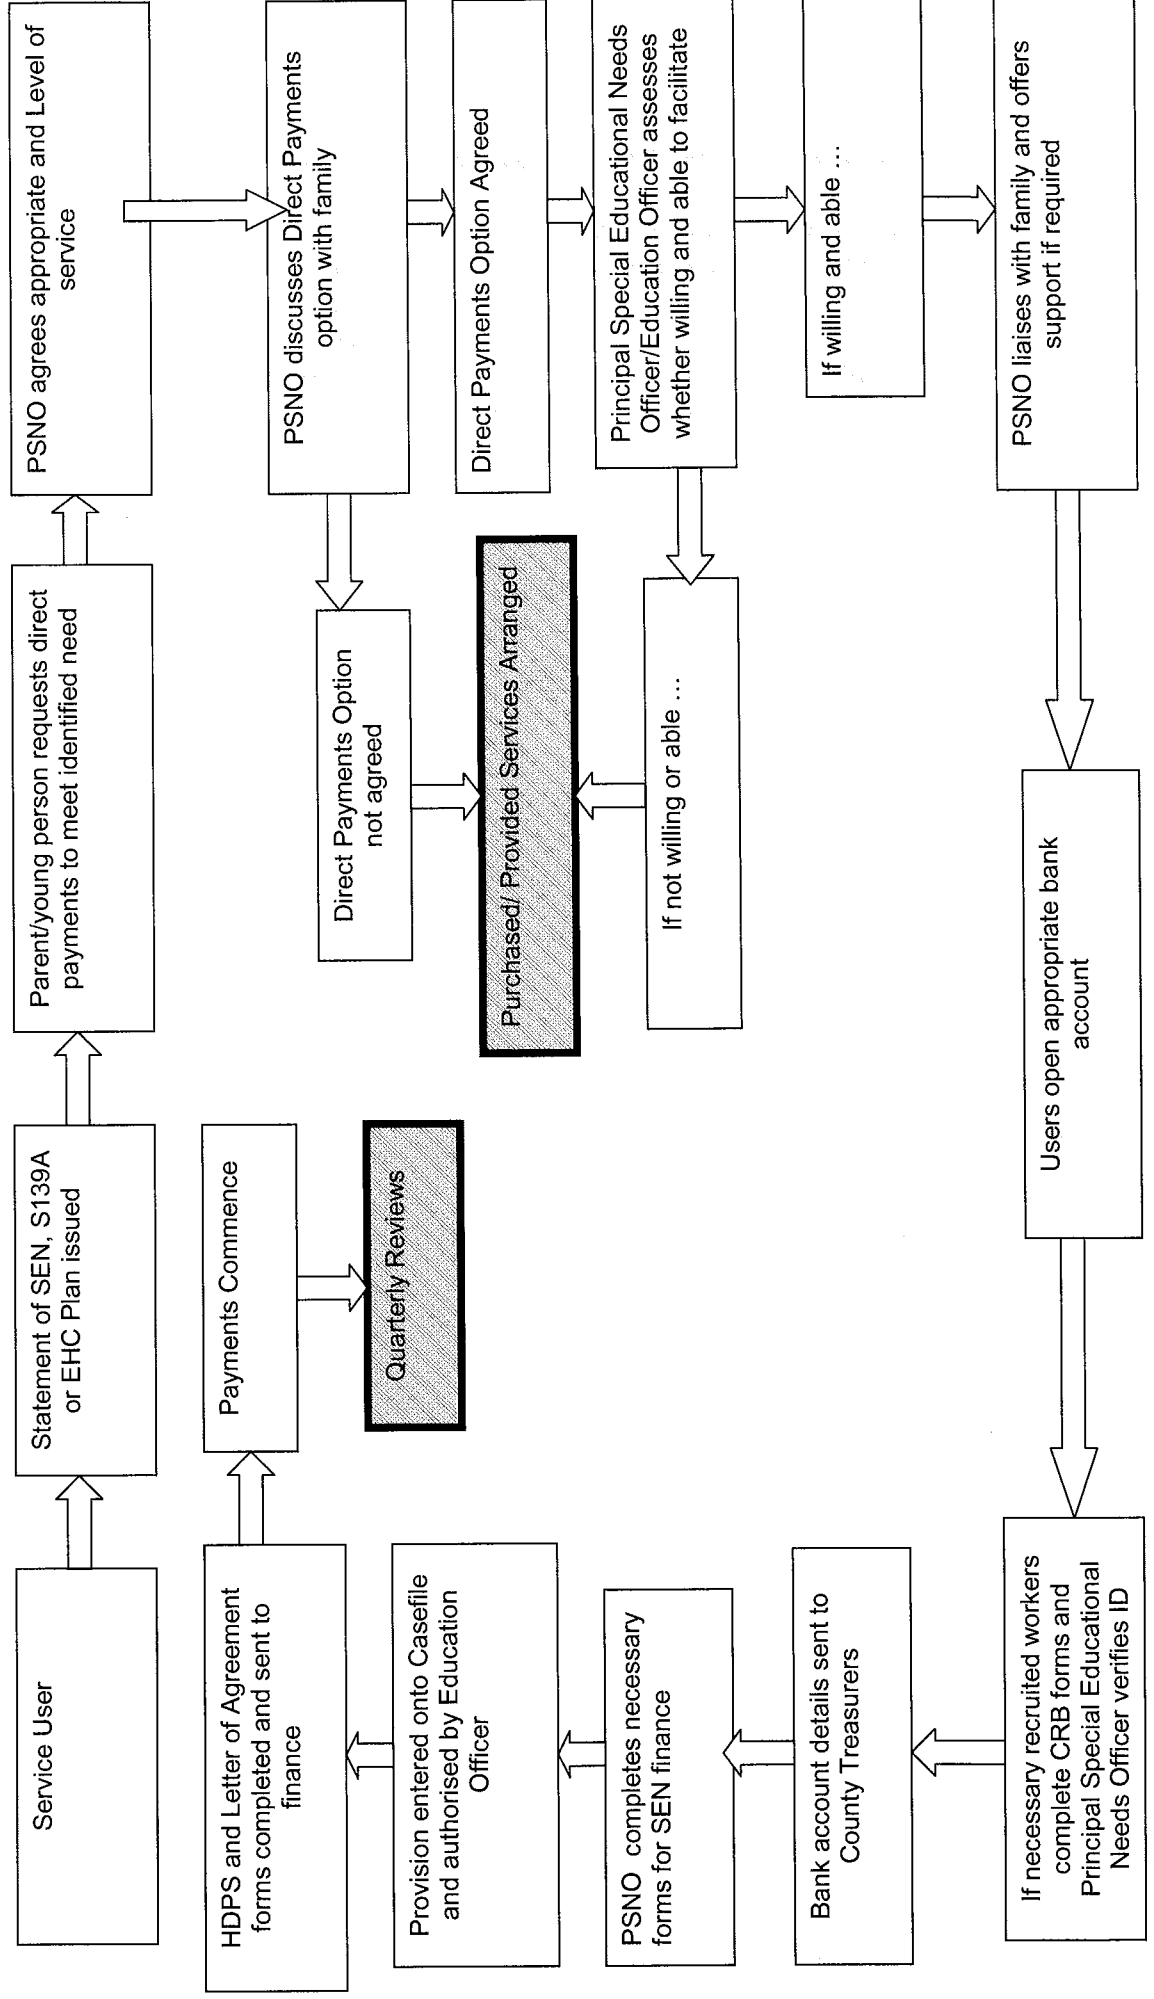 Service User
Statement of SEN, S139A
or EHC Plan issued
Parent/young person requests direct
payments to meet identified need
PSNO agrees appropriate and Level of
service
PSNO discusses Direct Payments
option with family
Direct Payments Option
not agreed
Direct Payments Option Agreed
Purchased/ Provided Services Arranged
Principal Special Educational Needs
Officer/Education Officer assesses
whether willing and able to facilitate
If not willing or able ...
If willing and able ...
PSNO liaises with family and offers
support if required
Users open appropriate bank
account
If necessary recruited workers
complete CRB forms and
Principal Special Educational
Needs Officer verifies ID
Bank account details sent to
County Treasurers
PSNO completes necessary
forms for SEN finance
Provision entered onto Casefile
and authorised by Education
Officer
HDPS and Letter of Agreement
forms completed and sent to
finance
Payments Commence
Quarterly Reviews